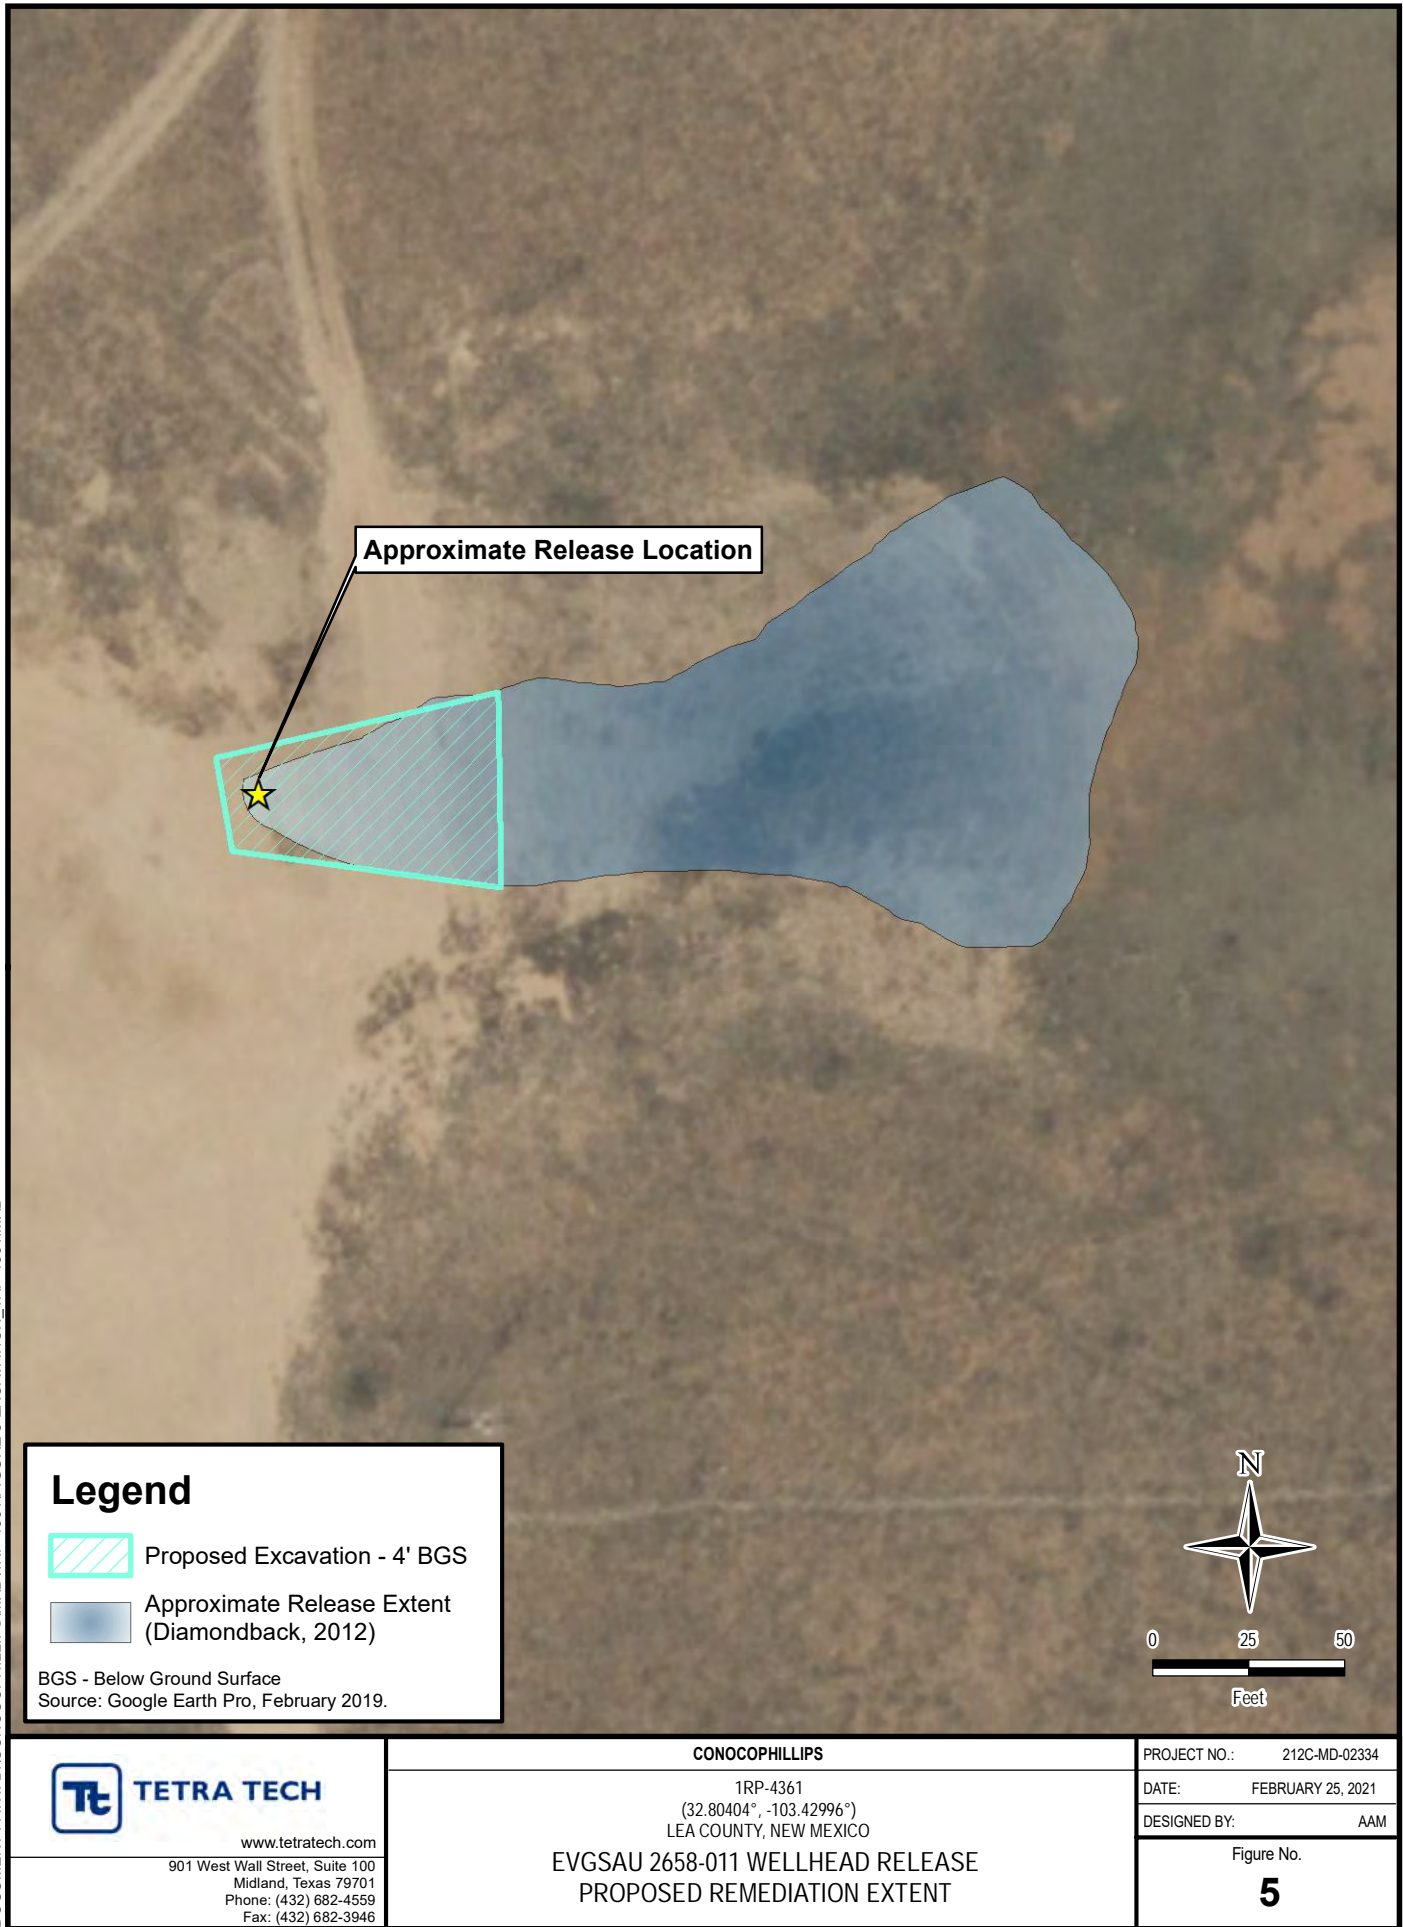 Approximate Release Location
Legend
Proposed Excavation - 4' BGS
Approximate Release Extent
(Diamondback, 2012)
BGS - Below Ground Surface
Source: Google Earth Pro, February 2019.
N
0 25 50
Feet
Tt TETRA TECH
www.tetratech.com
901 West Wall Street, Suite 100
Midland, Texas 79701
Phone: (432) 682-4559
Fax: (432) 682-3946
CONOCOPHILLIPS
1RP-4361
(32.80404°, -103.42996°)
LEA COUNTY, NEW MEXICO
EVGSAU 2658-011 WELLHEAD RELEASE
PROPOSED REMEDIATION EXTENT
PROJECT NO.: 212C-MD-02334
DATE: FEBRUARY 25, 2021
DESIGNED BY: AAM
Figure No.
5